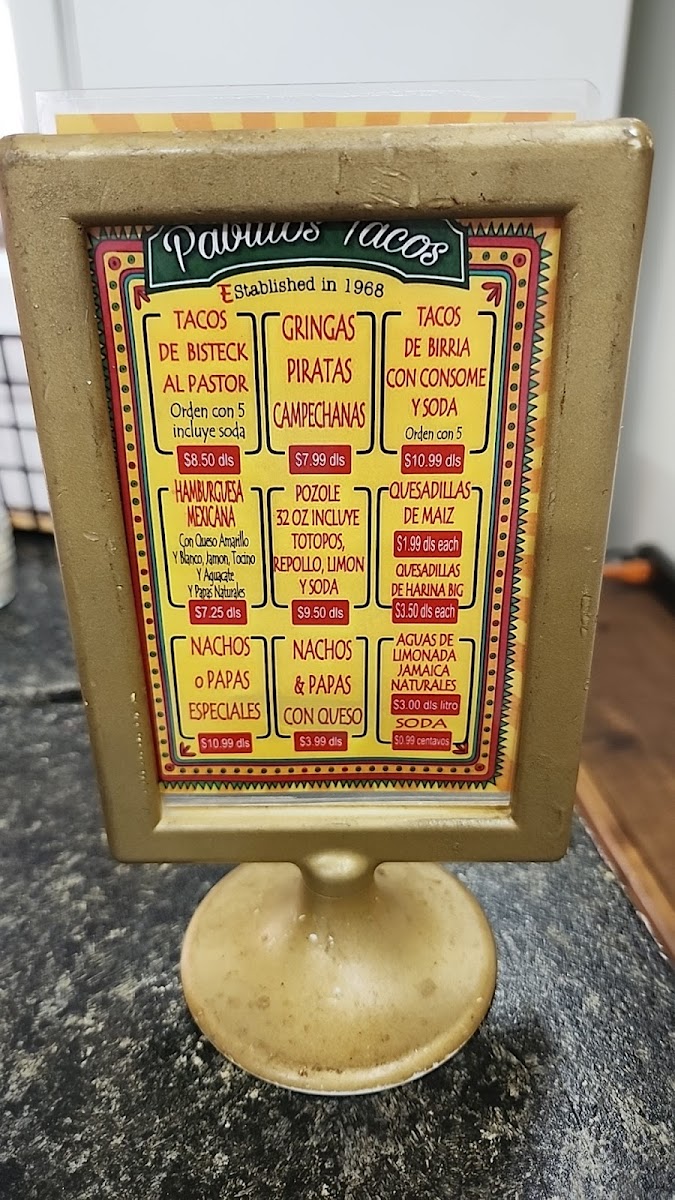 Pabillos Tacos
Established in 1968
TACOS
DE BISTECK
AL PASTOR
Orden con 5
incluye soda
$8.50 dls
GRINGAS
PIRATAS
CAMPECHANAS
$7.99 dls
TACOS
DE BIRRIA
CON CONSOME
Y SODA
Orden con 5
$10.99 dls
HAMBURGUESA
MEXICANA
Con Queso Amarillo
Y Blanco, Jamon, Tocino
Y Aguacate
Y Papas Naturales
$7.25 dls
POZOLE
32 OZ INCLUYE
TOTOPOS,
REPOLLO, LIMON
Y SODA
$9.50 dls
QUESADILLAS
DE MAIZ
$1.99 dls each
QUESADILLAS
DE HARINA BIG
$3.50 dls each
NACHOS
o PAPAS
ESPECIALES
$10.99 dls
NACHOS
& PAPAS
CON QUESO
$3.99 dls
AGUAS DE
LIMONADA
JAMAICA
NATURALES
$3.00 dls litro
SODA
$0.99 centavos